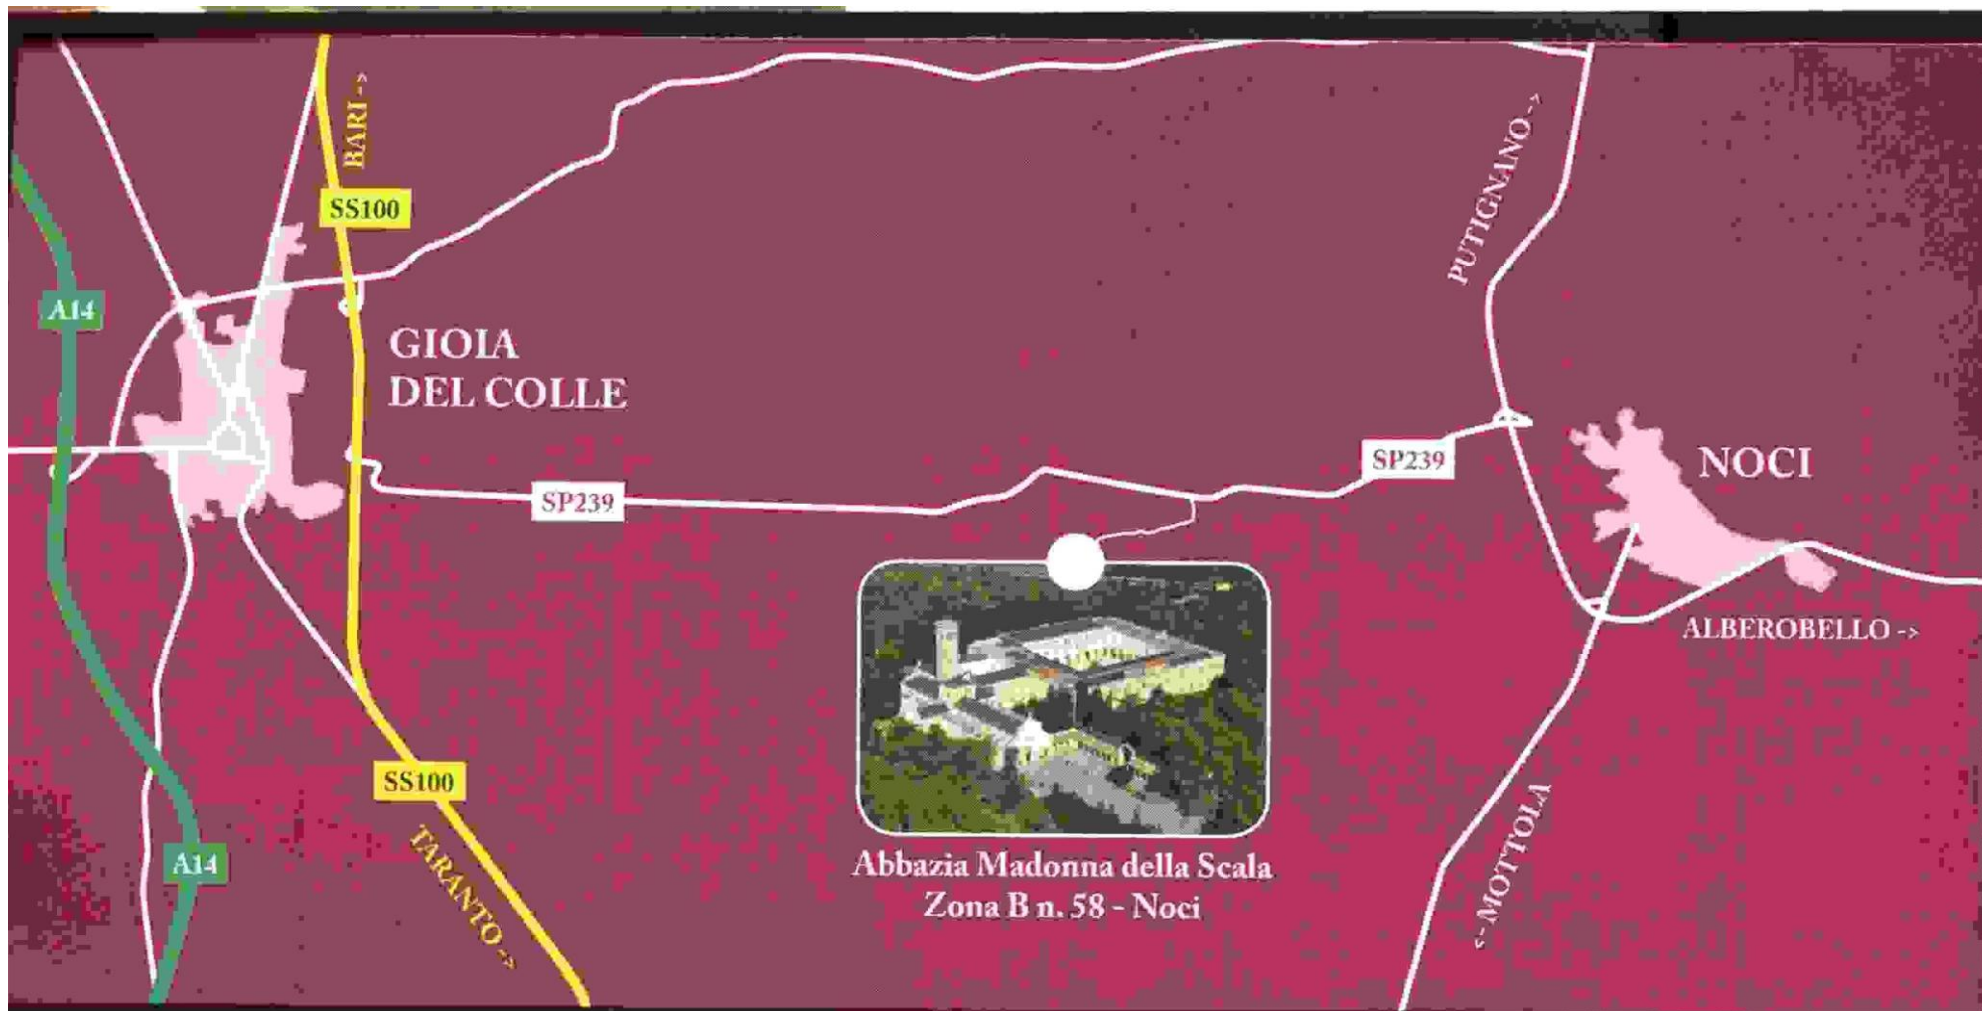 BARI ->
SS100
PUTIGNANO ->
A14
GIOIA
DEL COLLE
SP239
SP239
NOCI
ALBEROBELLO ->
SS100
TARANTO ->
A14
Abbazia Madonna della Scala
Zona B n. 58 - Noci
<- MOTTOLA